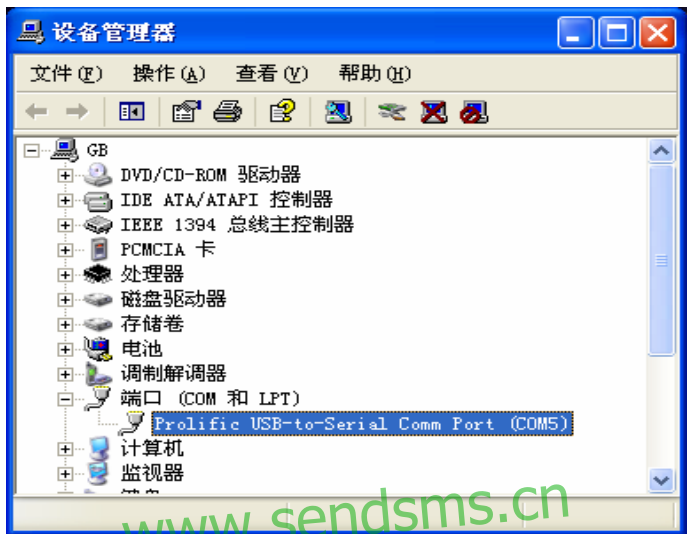 设备管理器
文件(F) 操作(A) 查看(V) 帮助(H)
GB
DVD/CD-ROM 驱动器
IDE ATA/ATAPI 控制器
IEEE 1394 总线主控制器
PCMCIA 卡
处理器
磁盘驱动器
存储卷
电池
调制解调器
端口 (COM 和 LPT)
Prolific USB-to-Serial Comm Port (COM5)
计算机
监视器
www.sendsms.cn